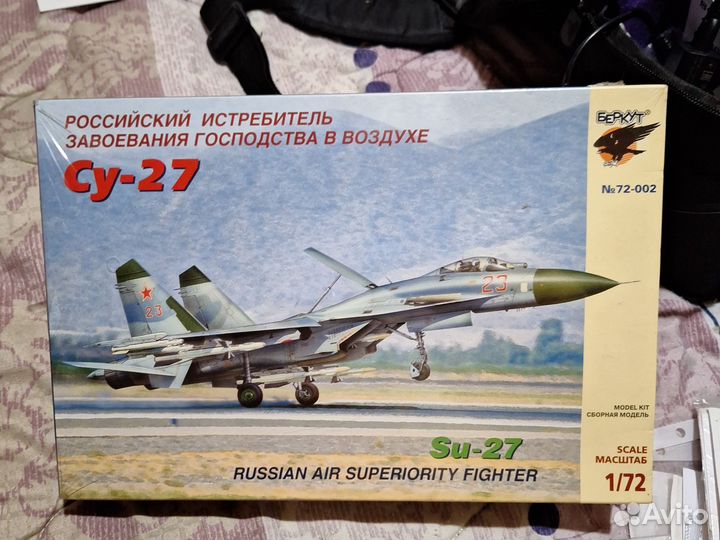 РОССИЙСКИЙ ИСТРЕБИТЕЛЬ
ЗАВОЕВАНИЯ ГОСПОДСТВА В ВОЗДУХЕ
Су-27
БЕРКУТ
№72-002
23
23
MODEL KIT
СБОРНАЯ МОДЕЛЬ
Su-27
RUSSIAN AIR SUPERIORITY FIGHTER
SCALE
МАСШТАБ
1/72
Avito